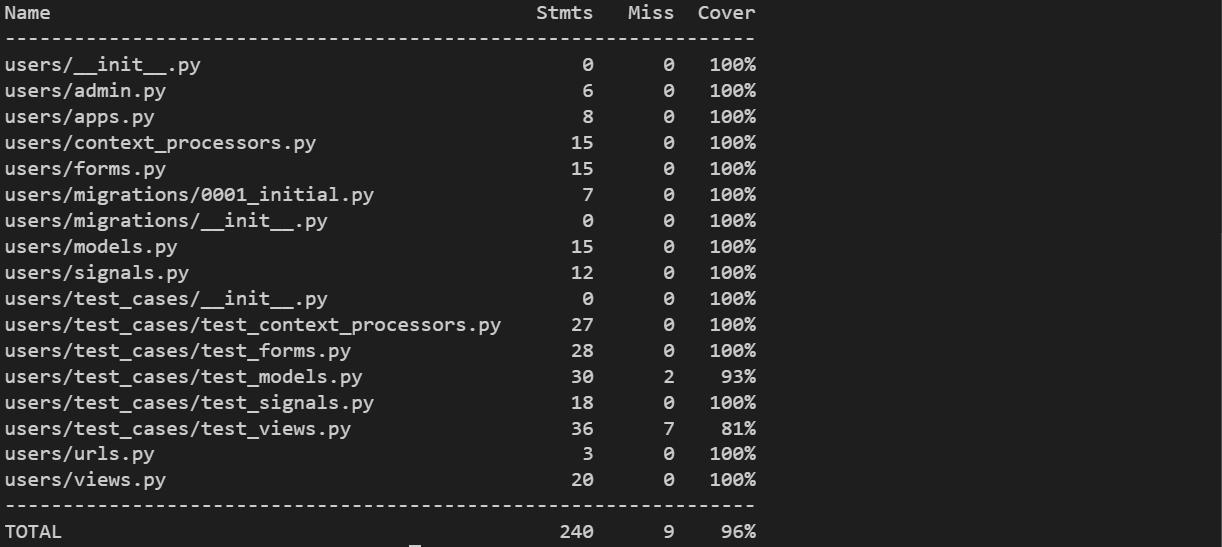 Name                                          Stmts   Miss  Cover
-----------------------------------------------------------------
users/__init__.py                                 0      0   100%
users/admin.py                                    6      0   100%
users/apps.py                                     8      0   100%
users/context_processors.py                      15      0   100%
users/forms.py                                   15      0   100%
users/migrations/0001_initial.py                  7      0   100%
users/migrations/__init__.py                      0      0   100%
users/models.py                                  15      0   100%
users/signals.py                                 12      0   100%
users/test_cases/__init__.py                      0      0   100%
users/test_cases/test_context_processors.py      27      0   100%
users/test_cases/test_forms.py                   28      0   100%
users/test_cases/test_models.py                  30      2    93%
users/test_cases/test_signals.py                 18      0   100%
users/test_cases/test_views.py                   36      7    81%
users/urls.py                                     3      0   100%
users/views.py                                   20      0   100%
-----------------------------------------------------------------
TOTAL                                           240      9    96%